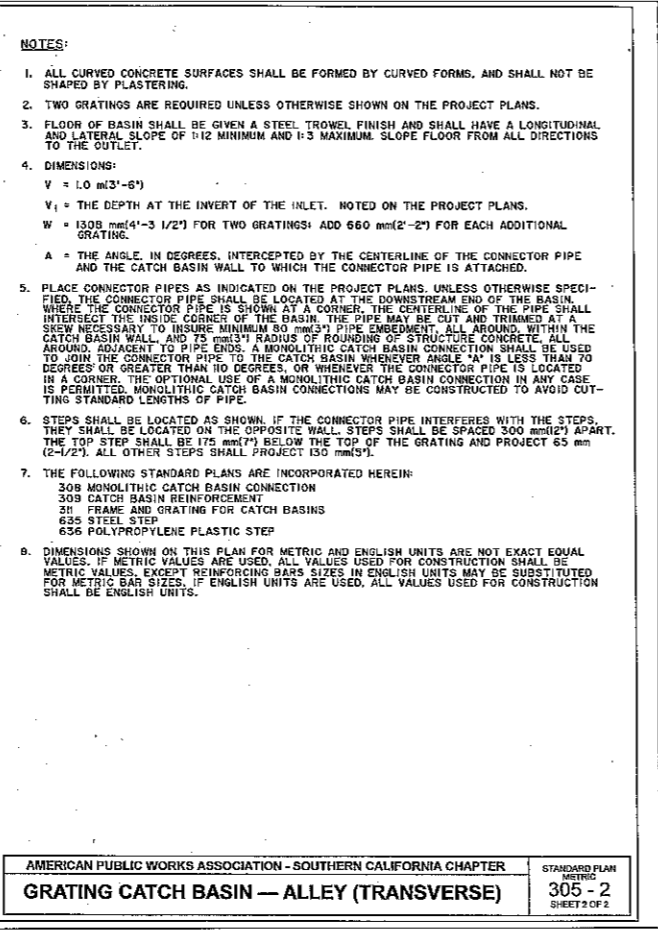 NOTES:
1. ALL CURVED CONCRETE SURFACES SHALL BE FORMED BY CURVED FORMS, AND SHALL NOT BE
SHAPED BY PLASTERING.
2. TWO GRATINGS ARE REQUIRED UNLESS OTHERWISE SHOWN ON THE PROJECT PLANS.
3. FLOOR OF BASIN SHALL BE GIVEN A STEEL TROWEL FINISH AND SHALL HAVE A LONGITUDINAL
AND LATERAL SLOPE OF 1:12 MINIMUM AND 1:3 MAXIMUM. SLOPE FLOOR FROM ALL DIRECTIONS
TO THE OUTLET.
4. DIMENSIONS:
V = 1.0 m(3'-6")
V₁ = THE DEPTH AT THE INVERT OF THE INLET. NOTED ON THE PROJECT PLANS.
W = 1308 mm(4'-3 1/2") FOR TWO GRATINGS: ADD 660 mm(2'-2") FOR EACH ADDITIONAL
GRATING.
A = THE ANGLE, IN DEGREES, INTERCEPTED BY THE CENTERLINE OF THE CONNECTOR PIPE
AND THE CATCH BASIN WALL TO WHICH THE CONNECTOR PIPE IS ATTACHED.
5. PLACE CONNECTOR PIPES AS INDICATED ON THE PROJECT PLANS. UNLESS OTHERWISE SPECI-
FIED, THE CONNECTOR PIPE SHALL BE LOCATED AT THE DOWNSTREAM END OF THE BASIN.
WHERE THE CONNECTOR PIPE IS SHOWN AT A CORNER, THE CENTERLINE OF THE PIPE SHALL
INTERSECT THE INSIDE CORNER OF THE BASIN. THE PIPE MAY BE CUT AND TRIMMED AT A
SKEW NECESSARY TO INSURE MINIMUM 80 mm(3") PIPE EMBEDMENT, ALL AROUND, WITHIN THE
CATCH BASIN WALL, AND 75 mm(3") RADIUS OF ROUNDING OF STRUCTURE CONCRETE, ALL
AROUND, ADJACENT TO PIPE ENDS. A MONOLITHIC CATCH BASIN CONNECTION SHALL BE USED
TO JOIN THE CONNECTOR PIPE TO THE CATCH BASIN WHENEVER ANGLE "A" IS LESS THAN 70
DEGREES OR GREATER THAN 110 DEGREES, OR WHENEVER THE CONNECTOR PIPE IS LOCATED
IN A CORNER. THE OPTIONAL USE OF A MONOLITHIC CATCH BASIN CONNECTION IN ANY CASE
IS PERMITTED. MONOLITHIC CATCH BASIN CONNECTIONS MAY BE CONSTRUCTED TO AVOID CUT-
TING STANDARD LENGTHS OF PIPE.
6. STEPS SHALL BE LOCATED AS SHOWN. IF THE CONNECTOR PIPE INTERFERES WITH THE STEPS,
THEY SHALL BE LOCATED ON THE OPPOSITE WALL. STEPS SHALL BE SPACED 300 mm(12") APART.
THE TOP STEP SHALL BE 175 mm(7") BELOW THE TOP OF THE GRATING AND PROJECT 65 mm
(2-1/2"). ALL OTHER STEPS SHALL PROJECT 130 mm(5").
7. THE FOLLOWING STANDARD PLANS ARE INCORPORATED HEREIN:
308 MONOLITHIC CATCH BASIN CONNECTION
309 CATCH BASIN REINFORCEMENT
311 FRAME AND GRATING FOR CATCH BASINS
635 STEEL STEP
636 POLYPROPYLENE PLASTIC STEP
8. DIMENSIONS SHOWN ON THIS PLAN FOR METRIC AND ENGLISH UNITS ARE NOT EXACT EQUAL
VALUES. IF METRIC VALUES ARE USED, ALL VALUES USED FOR CONSTRUCTION SHALL BE
METRIC VALUES, EXCEPT REINFORCING BARS SIZES IN ENGLISH UNITS MAY BE SUBSTITUTED
FOR METRIC BAR SIZES. IF ENGLISH UNITS ARE USED, ALL VALUES USED FOR CONSTRUCTION
SHALL BE ENGLISH UNITS.
AMERICAN PUBLIC WORKS ASSOCIATION - SOUTHERN CALIFORNIA CHAPTER
GRATING CATCH BASIN — ALLEY (TRANSVERSE)
STANDARD PLAN
METRIC
305 - 2
SHEET 2 OF 2